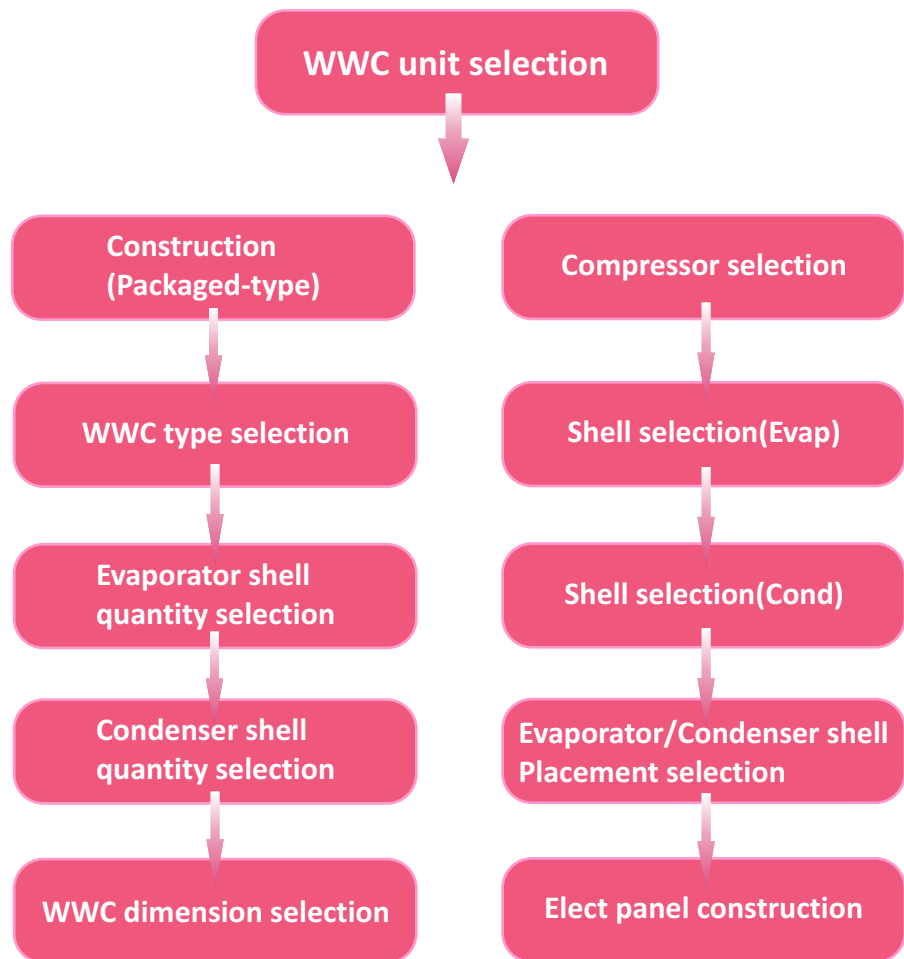 WWC unit selection
Construction
(Packaged-type)
WWC type selection
Evaporator shell
quantity selection
Condenser shell
quantity selection
WWC dimension selection
Compressor selection
Shell selection(Evap)
Shell selection(Cond)
Evaporator/Condenser shell
Placement selection
Elect panel construction